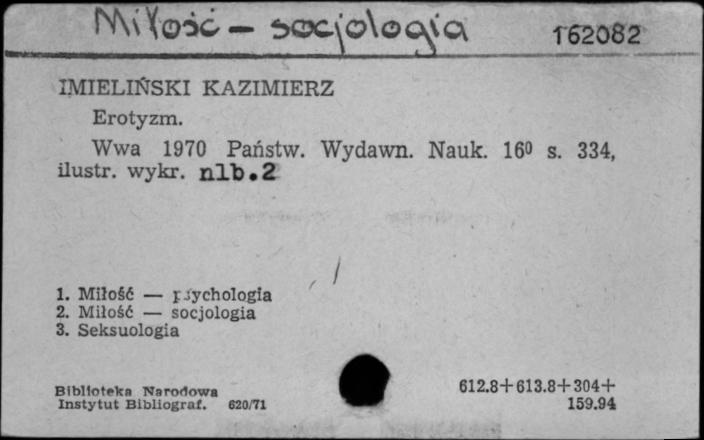 Miłość – socjologia 162082
IMIELIŃSKI KAZIMIERZ
Erotyzm.
Wwa 1970 Państw. Wydawn. Nauk. 16⁰ s. 334,
ilustr. wykr. nlb.2
1. Miłość — psychologia
2. Miłość — socjologia
3. Seksuologia
612.8+613.8+304+
159.94
Biblioteka Narodowa
Instytut Bibliograf. 620/71